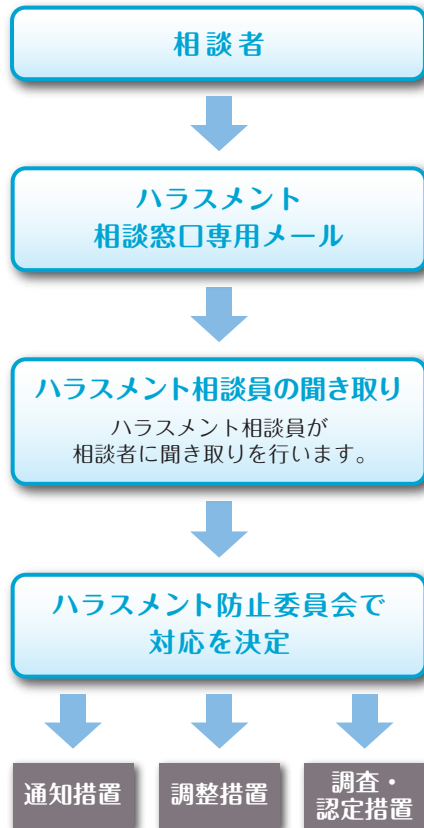 相談者
ハラスメント
相談窓口専用メール
ハラスメント相談員の聞き取り
ハラスメント相談員が
相談者に聞き取りを行います。
ハラスメント防止委員会で
対応を決定
通知措置
調整措置
調査・
認定措置